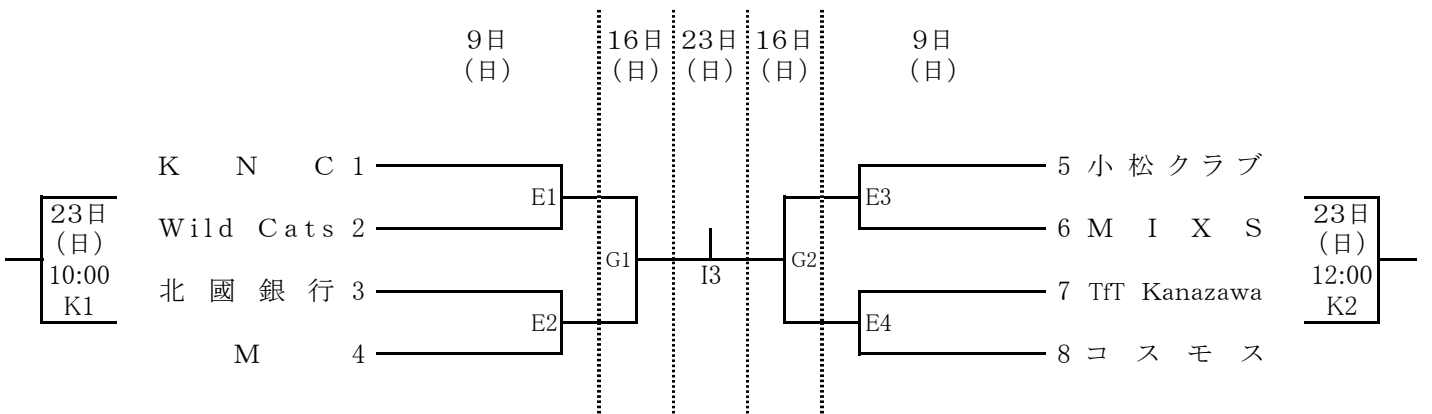 9日 16日 23日 16日 9日
（日） （日） （日） （日） （日）
K N C 1
Wild Cats 2
北國銀行 3
M 4
E1
E2
G1
I3
G2
E3
E4
5 小松クラブ
6 M I X S
7 TfT Kanazawa
8 コスモス
23日
（日）
10:00
K1
23日
（日）
12:00
K2